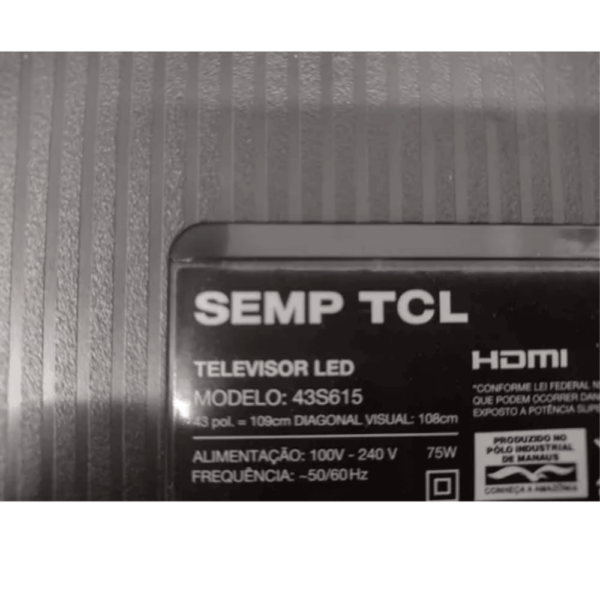 SEMP TCL
TELEVISOR LED
MODELO: 43S615
43 pol. = 109cm DIAGONAL VISUAL: 108cm
ALIMENTAÇÃO: 100V - 240 V 75W
FREQUÊNCIA: ~50/60Hz
HDMI
*CONFORME LEI FEDERAL
QUE PODEM OCORRER
EXPOSTO À POTÊNCIA
PRODUZIDO NO
PÓLO INDUSTRIAL
DE MANAUS
CONHEÇA A AMAZÔNIA